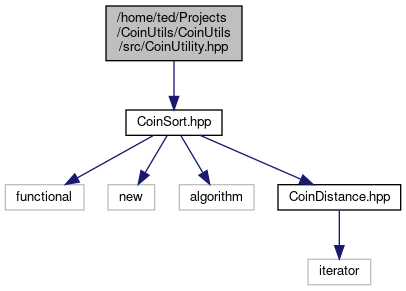 /home/ted/Projects
/CoinUtils/CoinUtils
/src/CoinUtility.hpp
CoinSort.hpp
functional
new
algorithm
CoinDistance.hpp
iterator